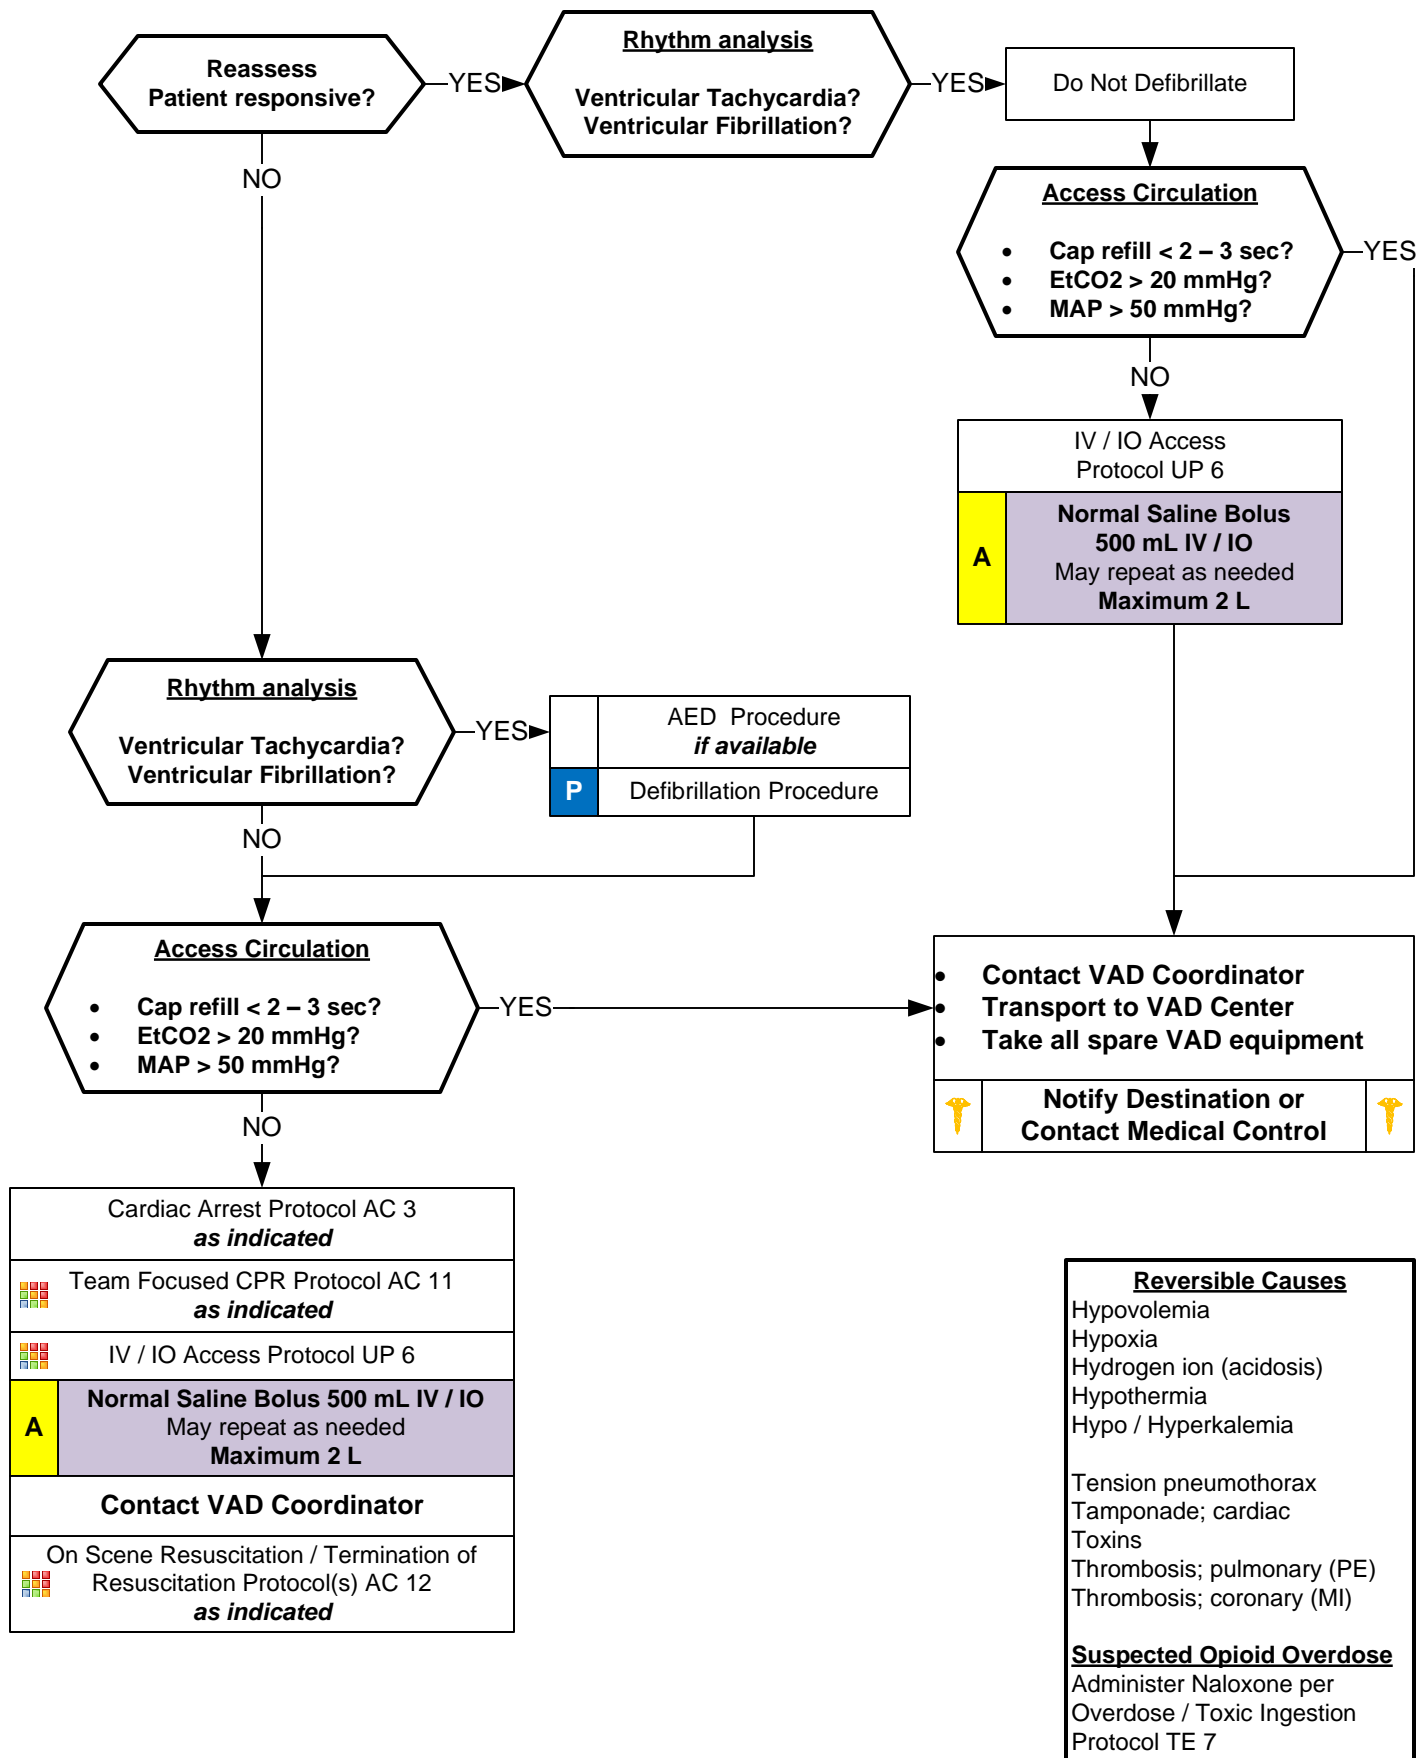 Reassess
Patient responsive?
YES
Rhythm analysis
Ventricular Tachycardia?
Ventricular Fibrillation?
YES
Do Not Defibrillate
NO
Access Circulation
• Cap refill < 2 – 3 sec?
• EtCO2 > 20 mmHg?
• MAP > 50 mmHg?
YES
NO
IV / IO Access
Protocol UP 6
A
Normal Saline Bolus
500 mL IV / IO
May repeat as needed
Maximum 2 L
Rhythm analysis
Ventricular Tachycardia?
Ventricular Fibrillation?
YES
AED Procedure
if available
P
Defibrillation Procedure
NO
Access Circulation
• Cap refill < 2 – 3 sec?
• EtCO2 > 20 mmHg?
• MAP > 50 mmHg?
YES
• Contact VAD Coordinator
• Transport to VAD Center
• Take all spare VAD equipment
Notify Destination or
Contact Medical Control
NO
Cardiac Arrest Protocol AC 3
as indicated
Team Focused CPR Protocol AC 11
as indicated
IV / IO Access Protocol UP 6
A
Normal Saline Bolus 500 mL IV / IO
May repeat as needed
Maximum 2 L
Contact VAD Coordinator
On Scene Resuscitation / Termination of
Resuscitation Protocol(s) AC 12
as indicated
Reversible Causes
Hypovolemia
Hypoxia
Hydrogen ion (acidosis)
Hypothermia
Hypo / Hyperkalemia
Tension pneumothorax
Tamponade; cardiac
Toxins
Thrombosis; pulmonary (PE)
Thrombosis; coronary (MI)
Suspected Opioid Overdose
Administer Naloxone per
Overdose / Toxic Ingestion
Protocol TE 7